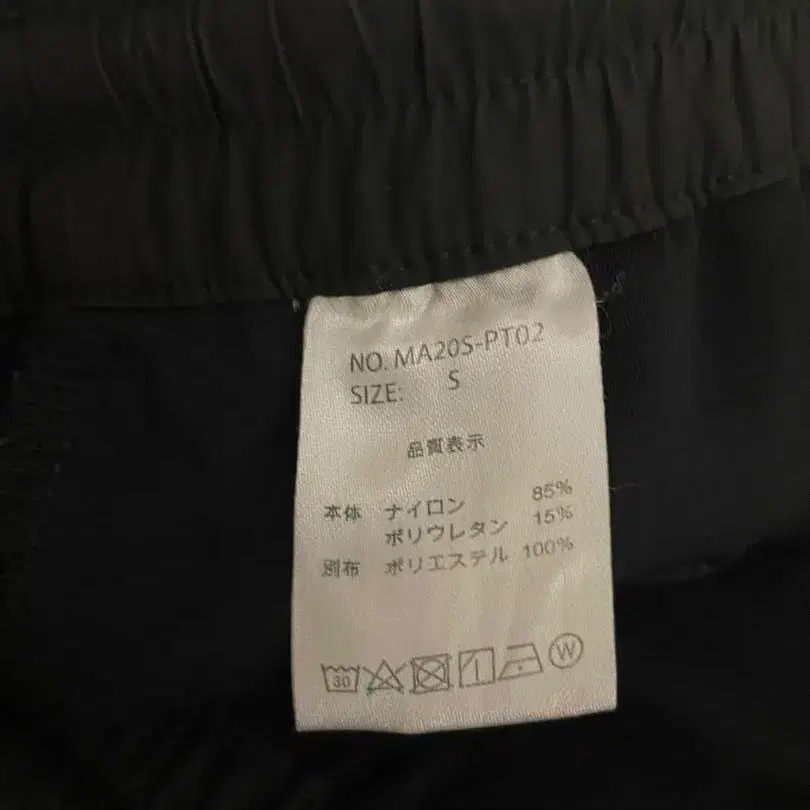 NO. MA20S-PT02
SIZE: S
品質表示
本体 ナイロン 85%
ポリウレタン 15%
別布 ポリエステル 100%
30 W